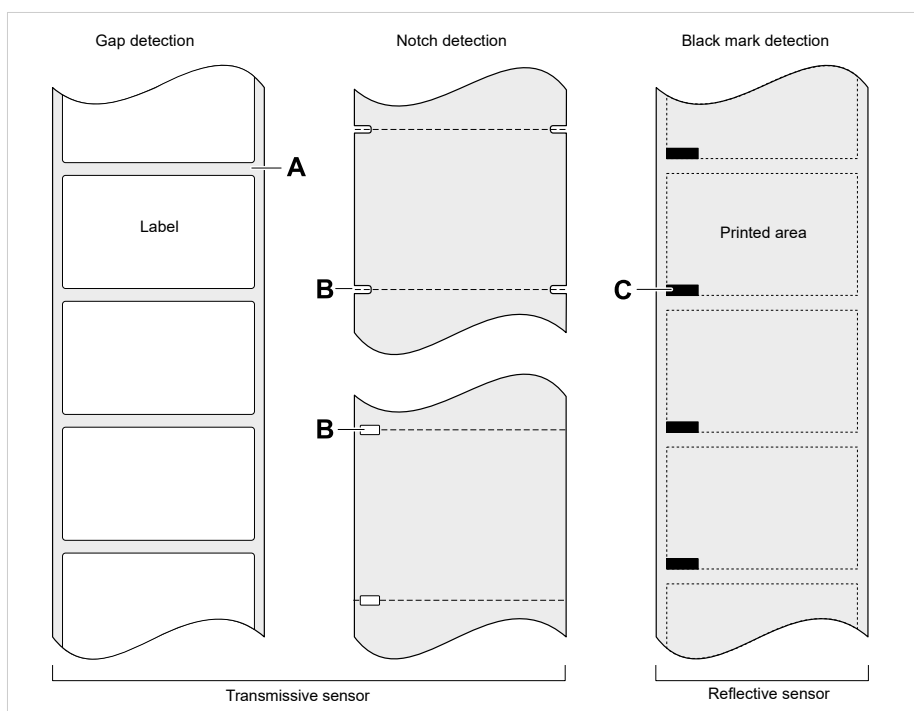 Gap detection
Notch detection
Black mark detection
A
Label
Printed area
B
C
B
Transmissive sensor
Reflective sensor